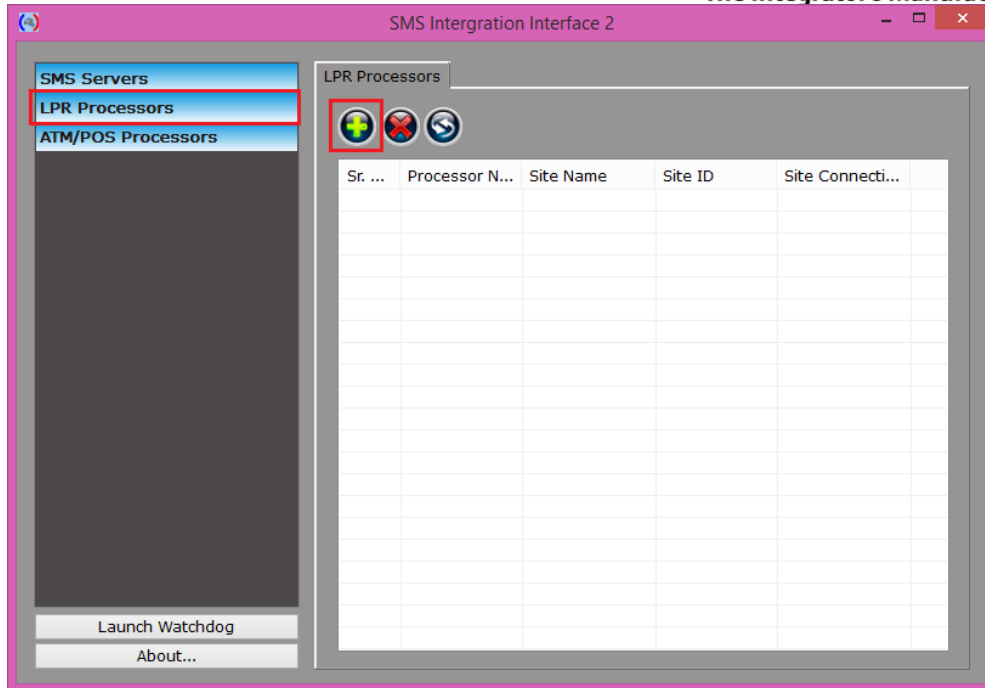 SMS Intergration Interface 2
SMS Servers
LPR Processors
ATM/POS Processors
LPR Processors
Sr. ... Processor N... Site Name Site ID Site Connecti...
Launch Watchdog
About...